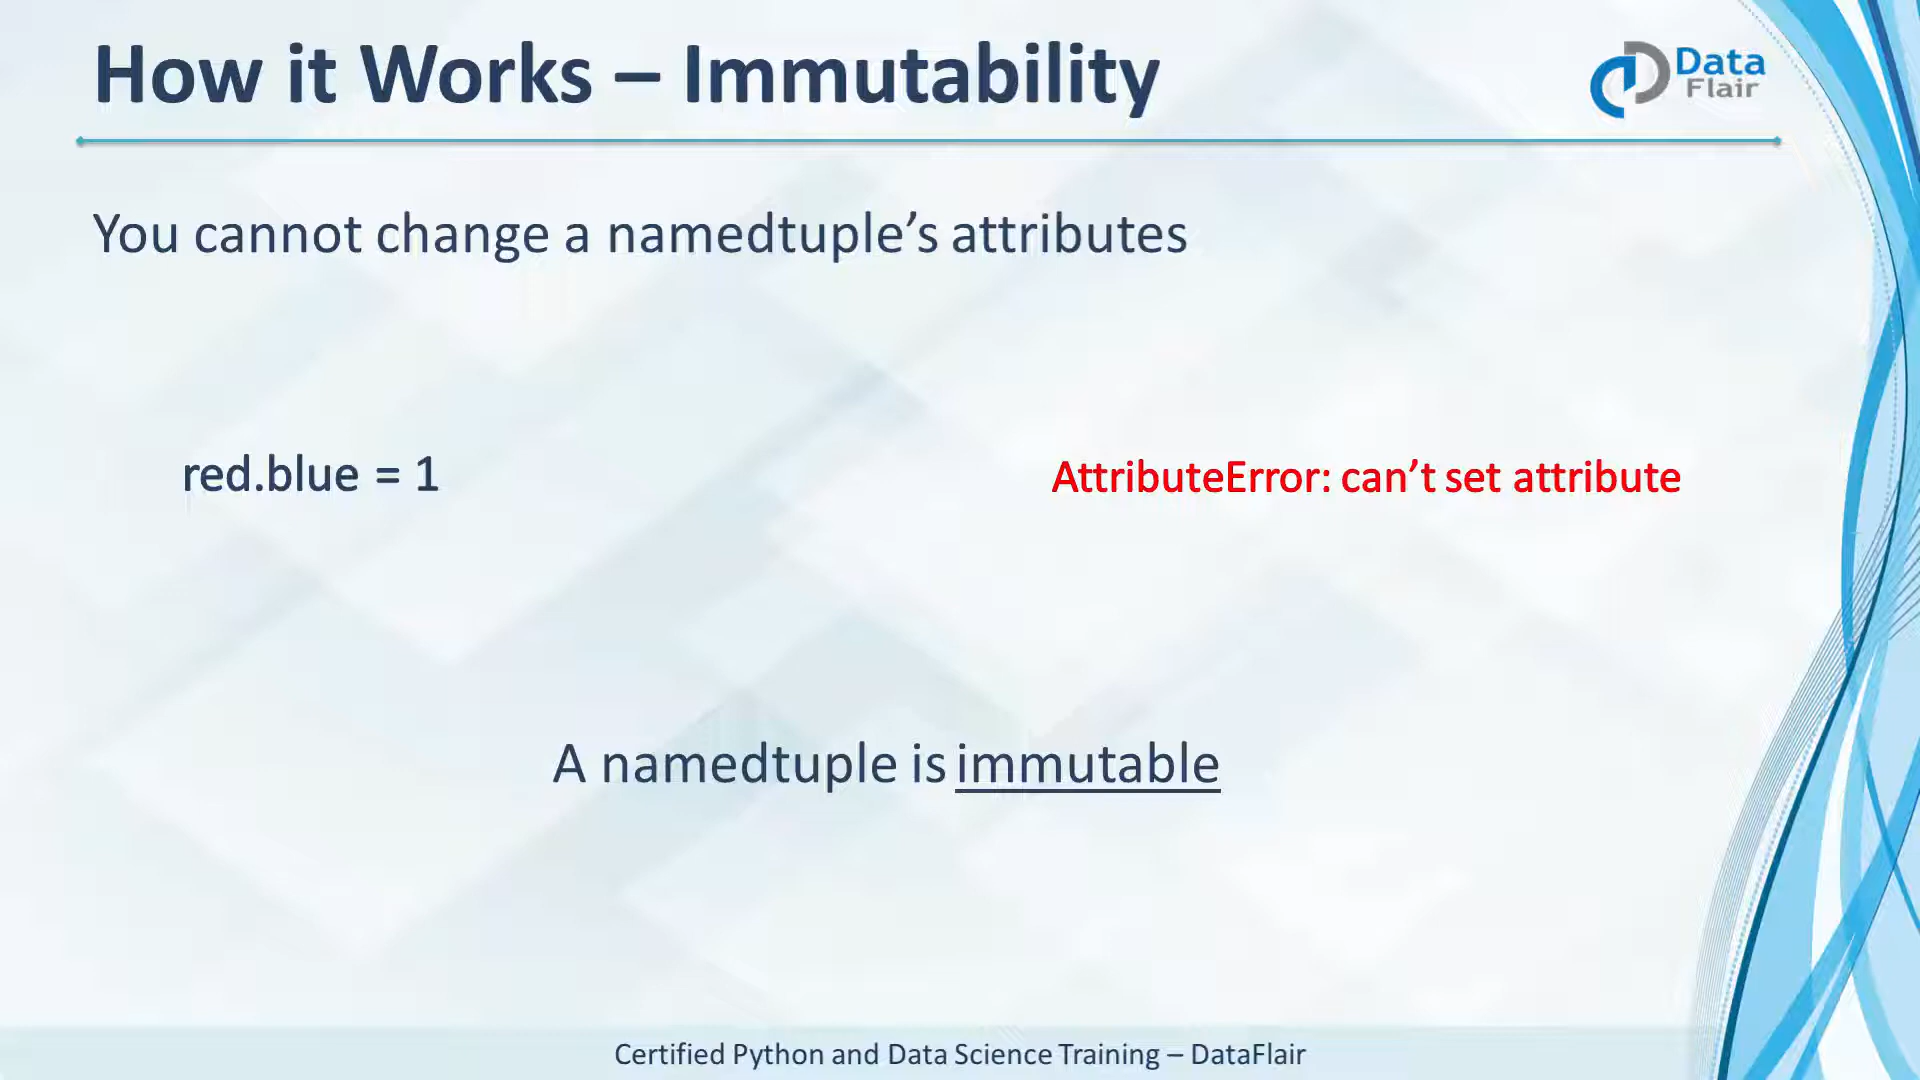 How it Works – Immutability
Data
Flair
You cannot change a namedtuple’s attributes
red.blue = 1
AttributeError: can’t set attribute
A namedtuple is immutable
Certified Python and Data Science Training – DataFlair